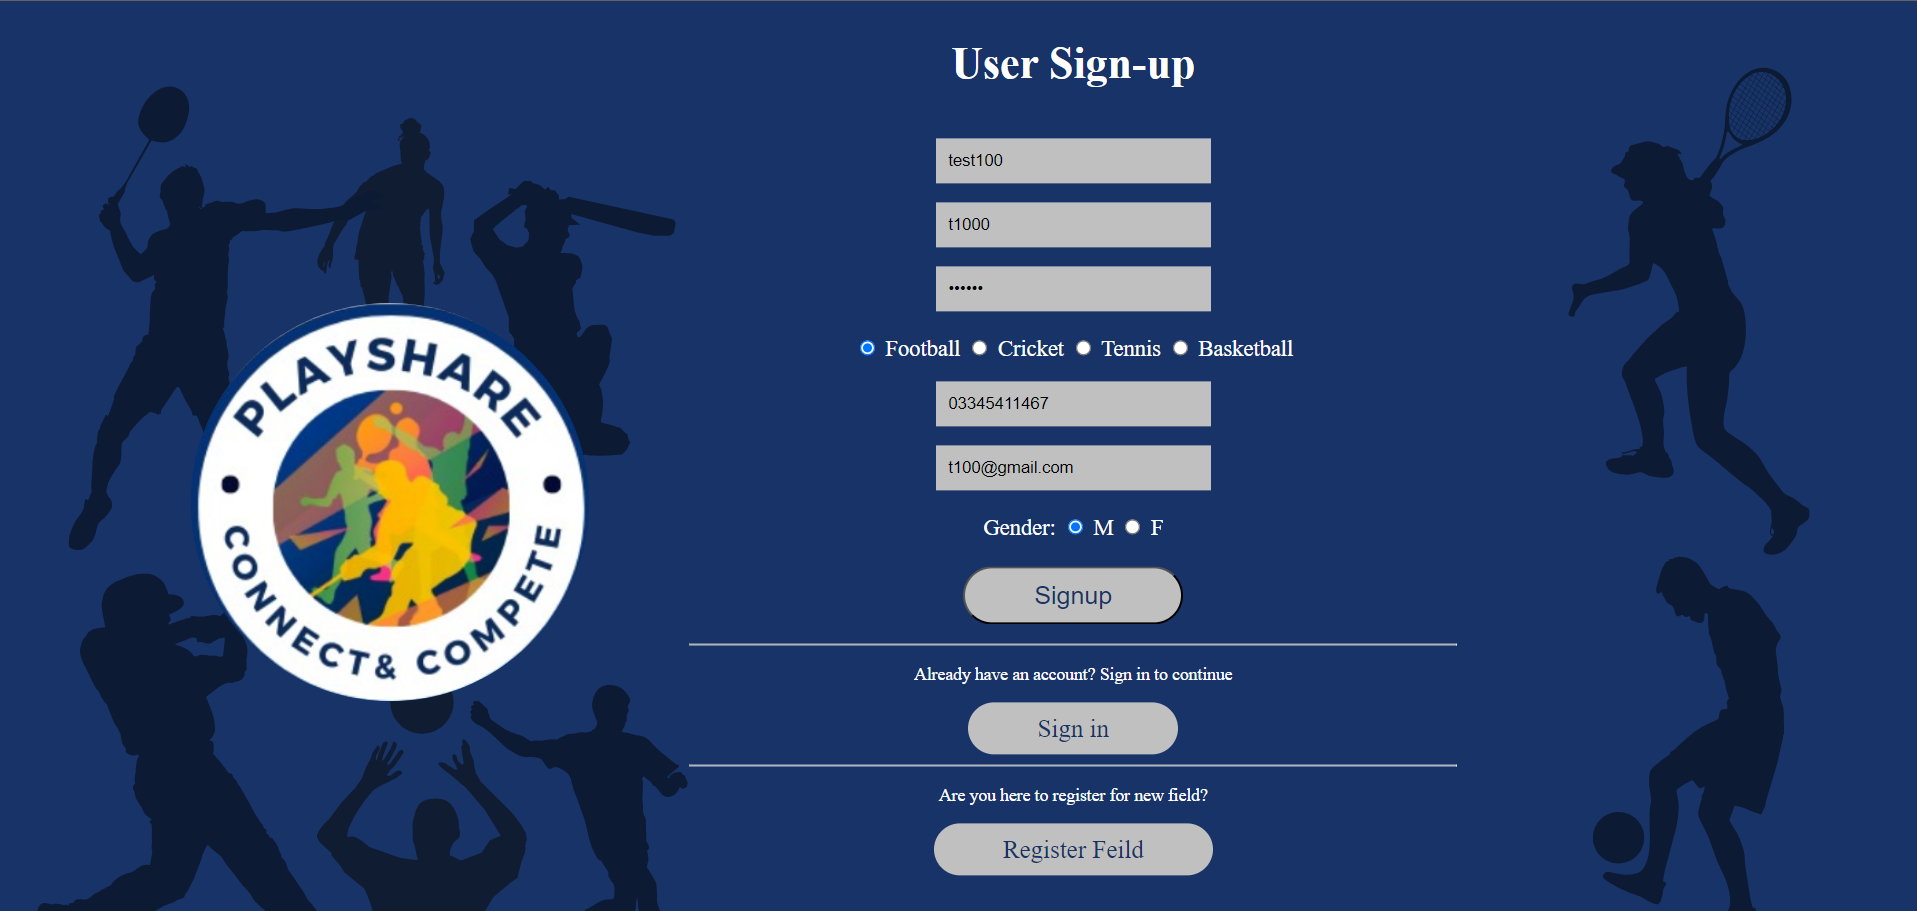 User Sign-up
test100
t1000
••••••
Football Cricket Tennis Basketball
03345411467
t100@gmail.com
Gender: M F
Signup
Already have an account? Sign in to continue
Sign in
Are you here to register for new field?
Register Feild
PLAYSHARE
CONNECT& COMPETE